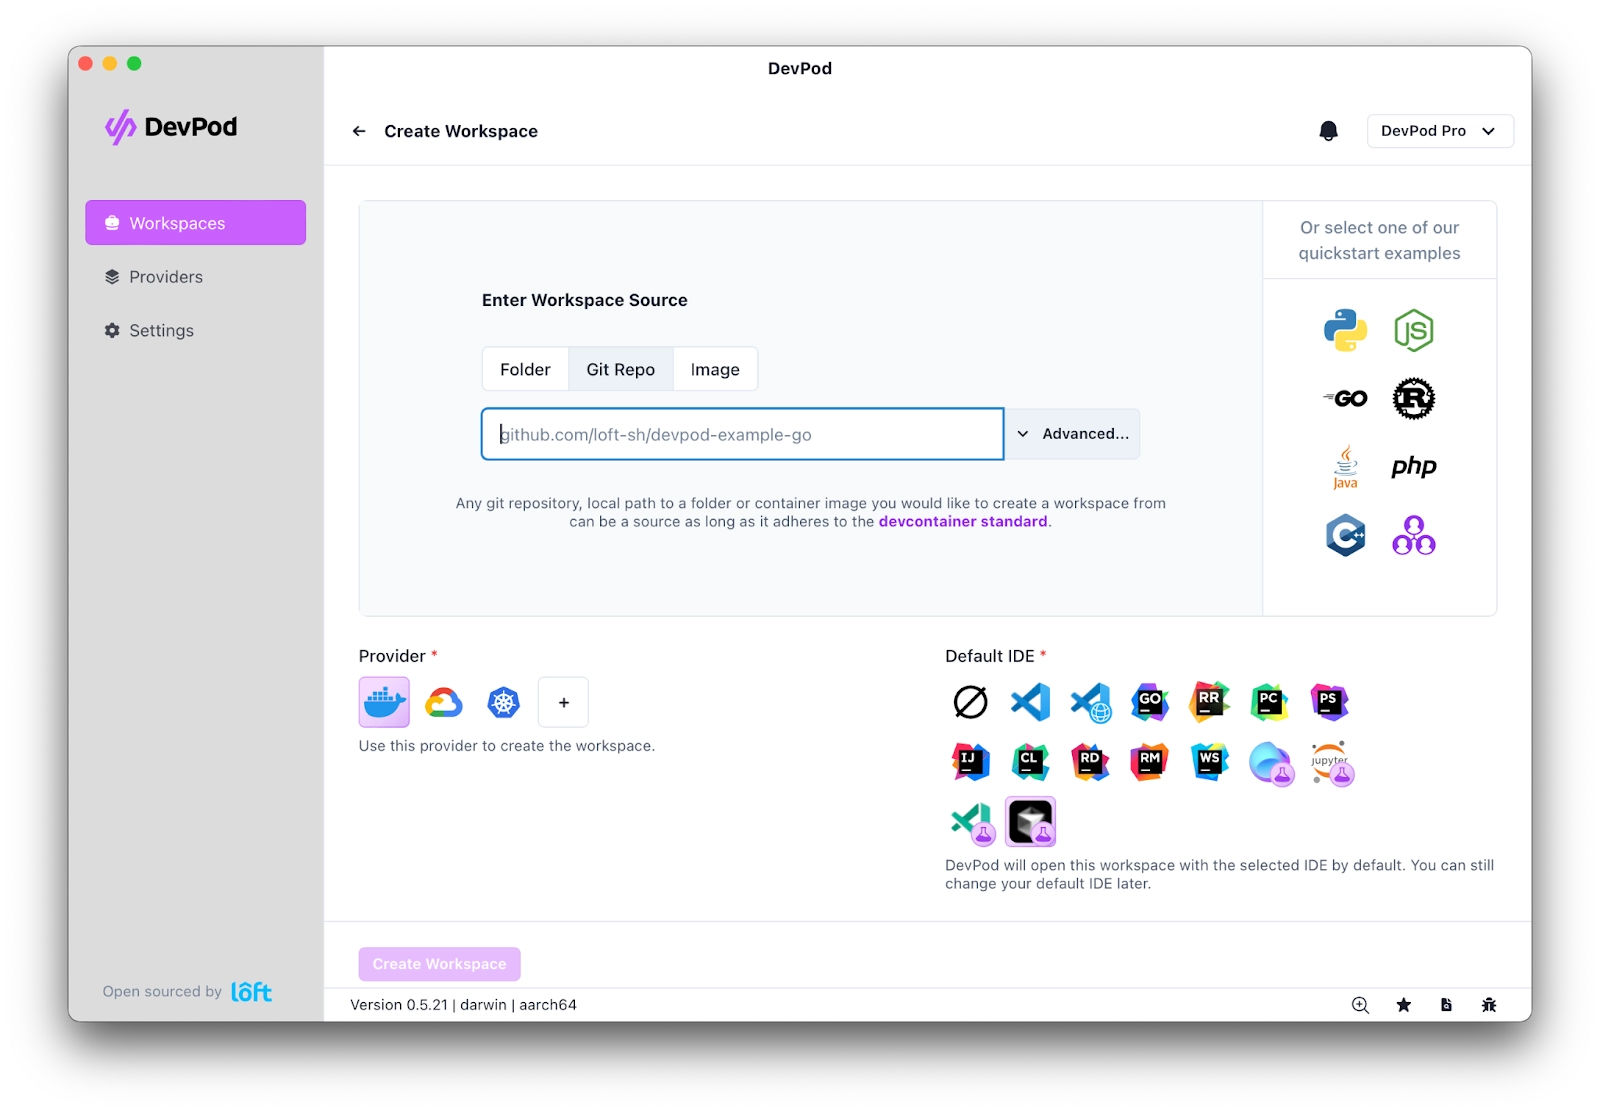 DevPod
DevPod
Create Workspace
DevPod Pro
Workspaces
Providers
Settings
Or select one of our
quickstart examples
Enter Workspace Source
Folder
Git Repo
Image
github.com/loft-sh/devpod-example-go
Advanced...
Any git repository, local path to a folder or container image you would like to create a workspace from
can be a source as long as it adheres to the devcontainer standard.
JS
GO
R
Java
php
C++
Provider *
+
Use this provider to create the workspace.
Default IDE *
GO
RR
PC
PS
IJ
CL
RD
RM
WS
jupyter
DevPod will open this workspace with the selected IDE by default. You can still
change your default IDE later.
Create Workspace
Open sourced by loft
Version 0.5.21 | darwin | aarch64